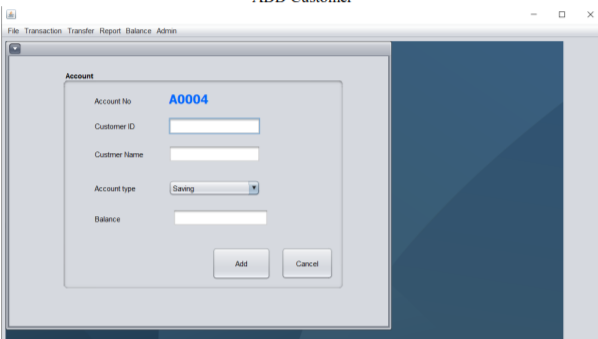 ADD Customer
File Transaction Transfer Report Balance Admin
Account
Account No A0004
Customer ID
Custmer Name
Account type Saving
Balance
Add Cancel